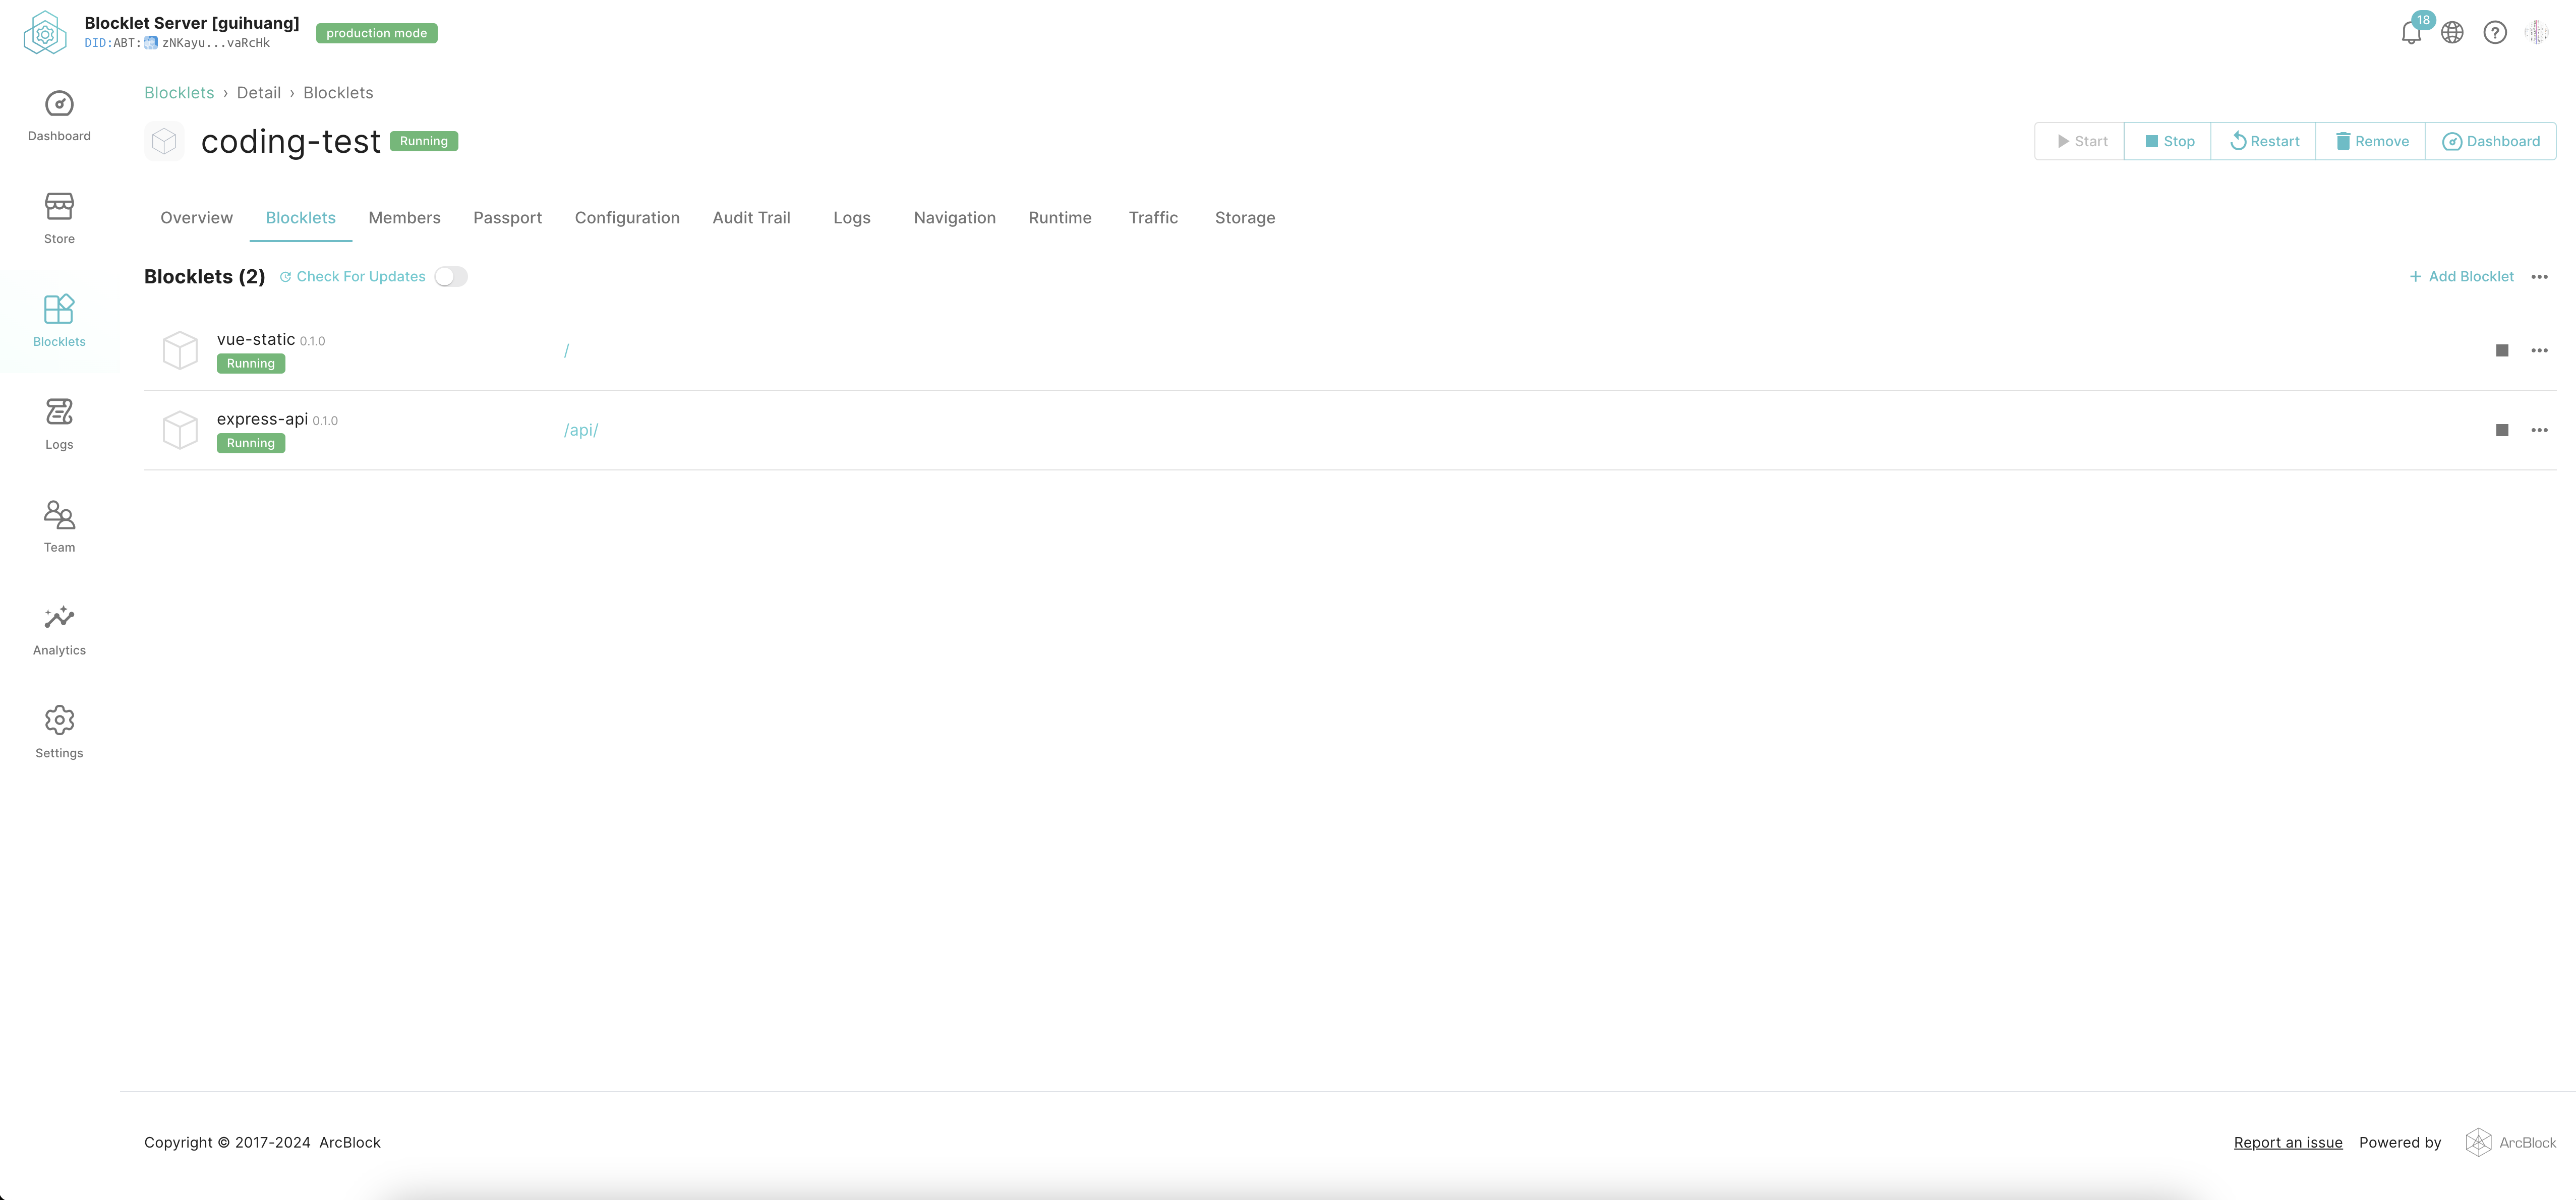 Blocklet Server [guihuang]
DID:ABT: zNKayu...vaRcHk
production mode
18
Dashboard
Store
Blocklets
Logs
Team
Analytics
Settings
Blocklets › Detail › Blocklets
coding-test Running
Start Stop Restart Remove Dashboard
Overview Blocklets Members Passport Configuration Audit Trail Logs Navigation Runtime Traffic Storage
Blocklets (2) Check For Updates
+ Add Blocklet
vue-static 0.1.0
Running
/
express-api 0.1.0
Running
/api/
Copyright © 2017-2024 ArcBlock
Report an issue Powered by ArcBlock